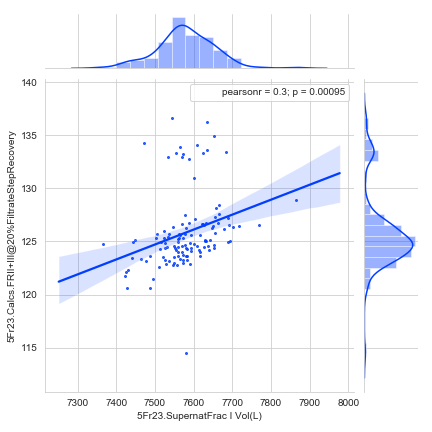 pearsonr = 0.3; p = 0.00095
140
135
130
125
120
115
5Fr23.Calcs.FRII+III@20%FiltrateStepRecovery
7300 7400 7500 7600 7700 7800 7900 8000
5Fr23.SupernatFrac I Vol(L)